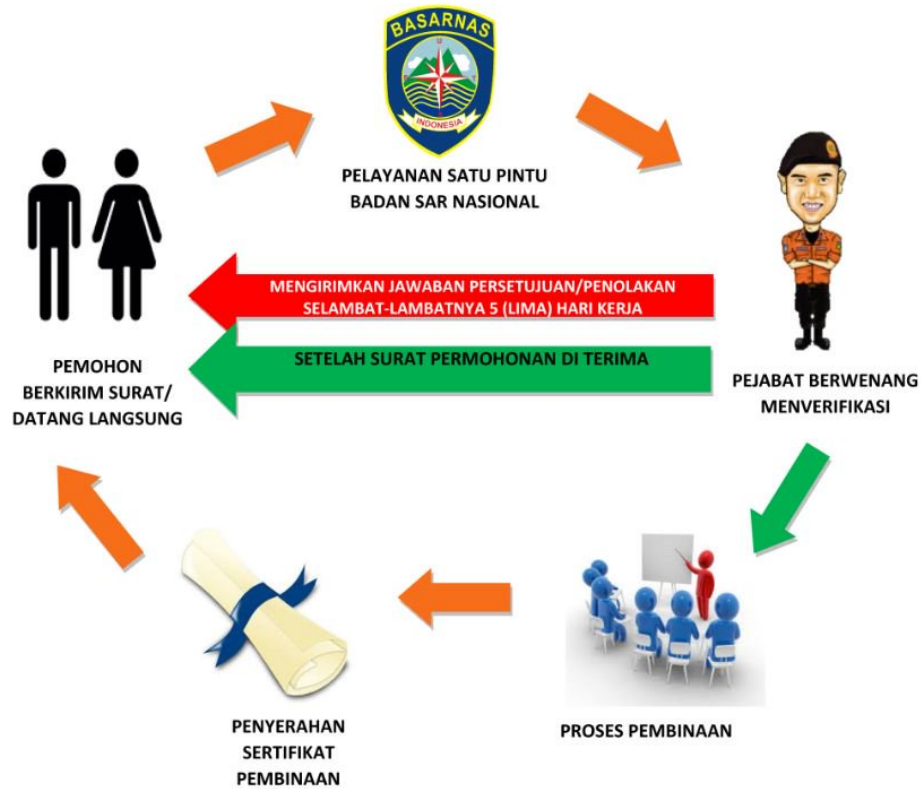 BASARNAS
INDONESIA
PELAYANAN SATU PINTU
BADAN SAR NASIONAL
MENGIRIMKAN JAWABAN PERSETUJUAN/PENOLAKAN
SELAMBAT-LAMBATNYA 5 (LIMA) HARI KERJA
SETELAH SURAT PERMOHONAN DI TERIMA
PEMOHON
BERKIRIM SURAT/
DATANG LANGSUNG
PEJABAT BERWENANG
MENVERIFIKASI
PENYERAHAN
SERTIFIKAT
PEMBINAAN
PROSES PEMBINAAN